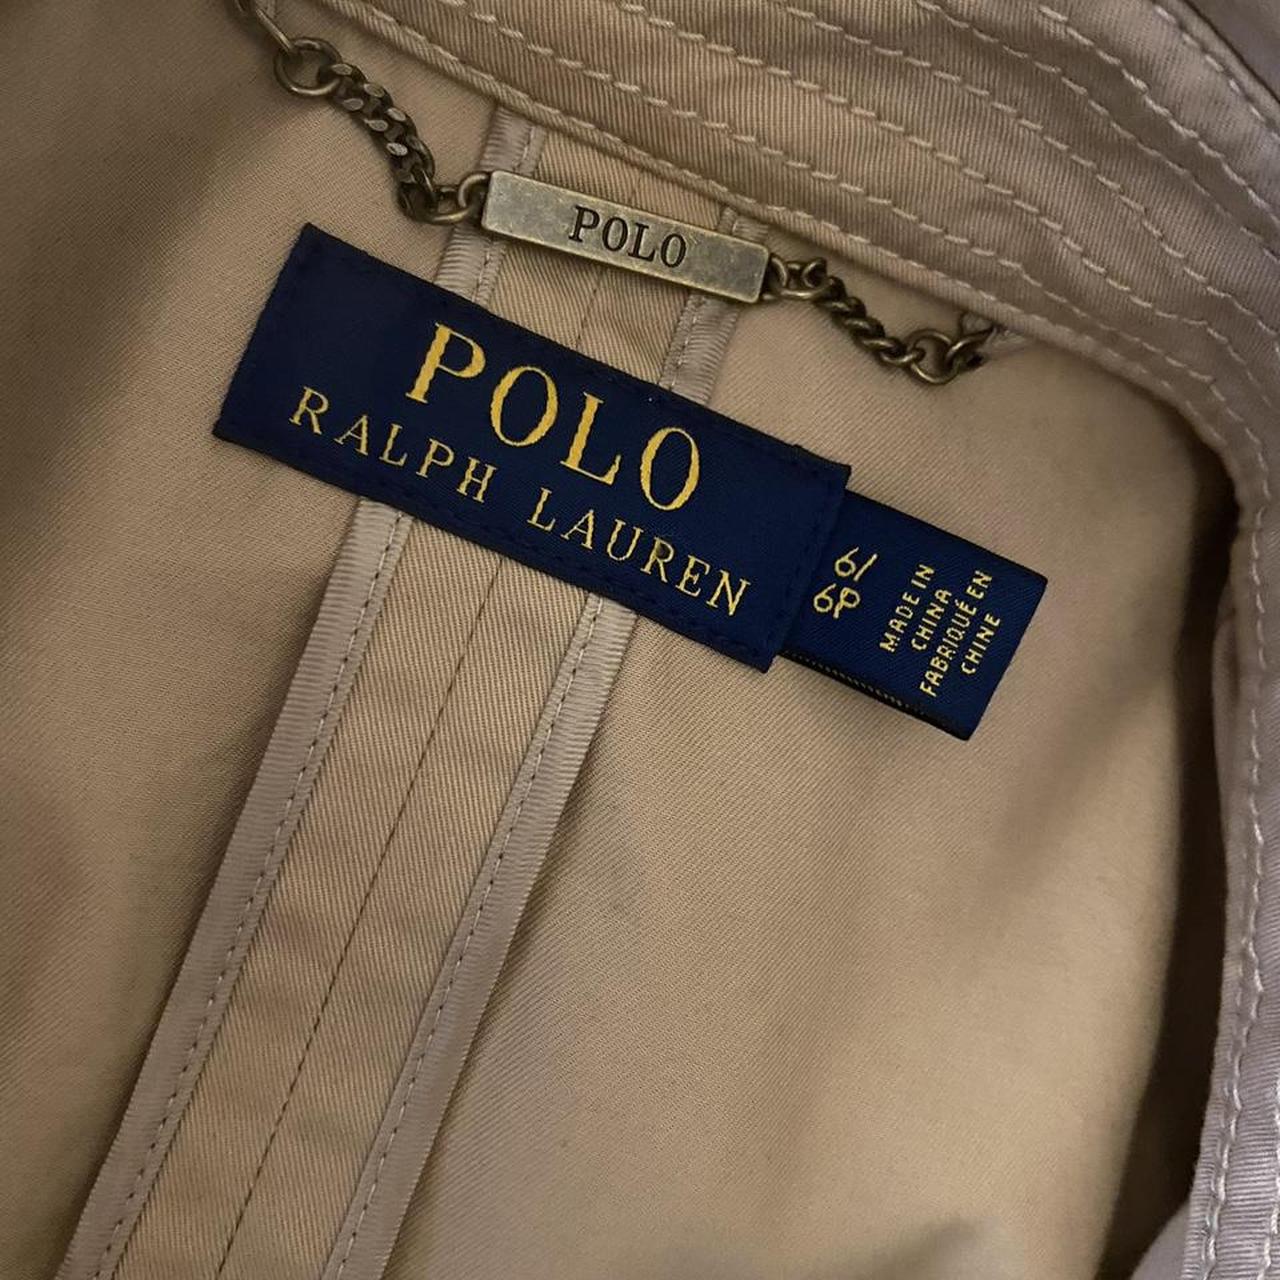 POLO
POLO
RALPH LAUREN
6/
6P
MADE IN
CHINA
FABRIQUÉ EN
CHINE